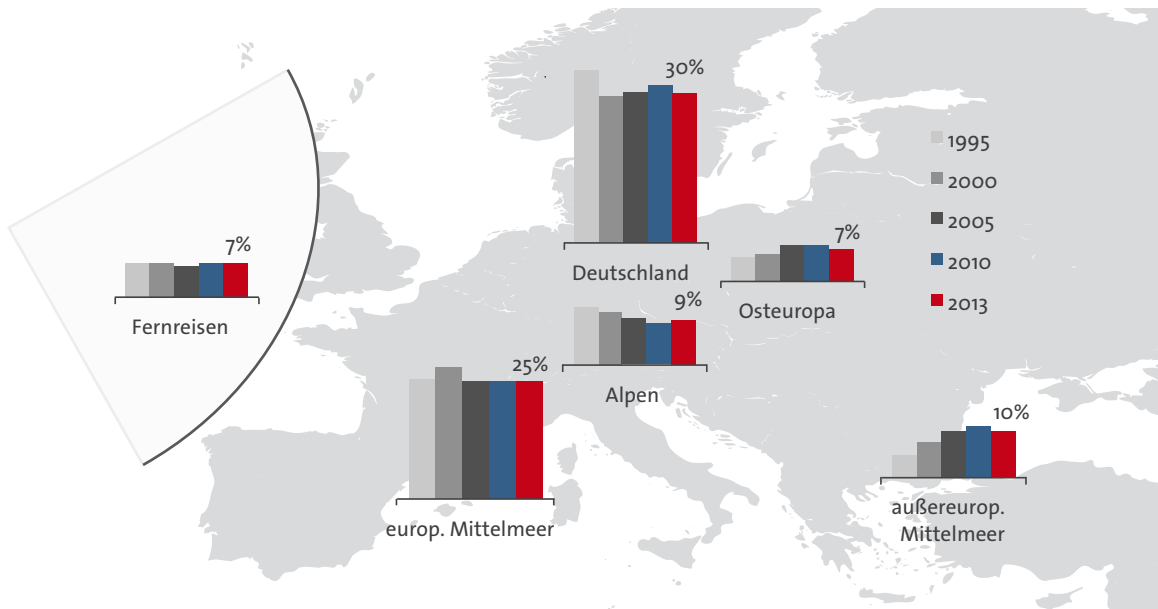 30%
Deutschland
1995
2000
2005
2010
2013
7%
Fernreisen
7%
Osteuropa
9%
Alpen
25%
europ. Mittelmeer
10%
außereurop.
Mittelmeer